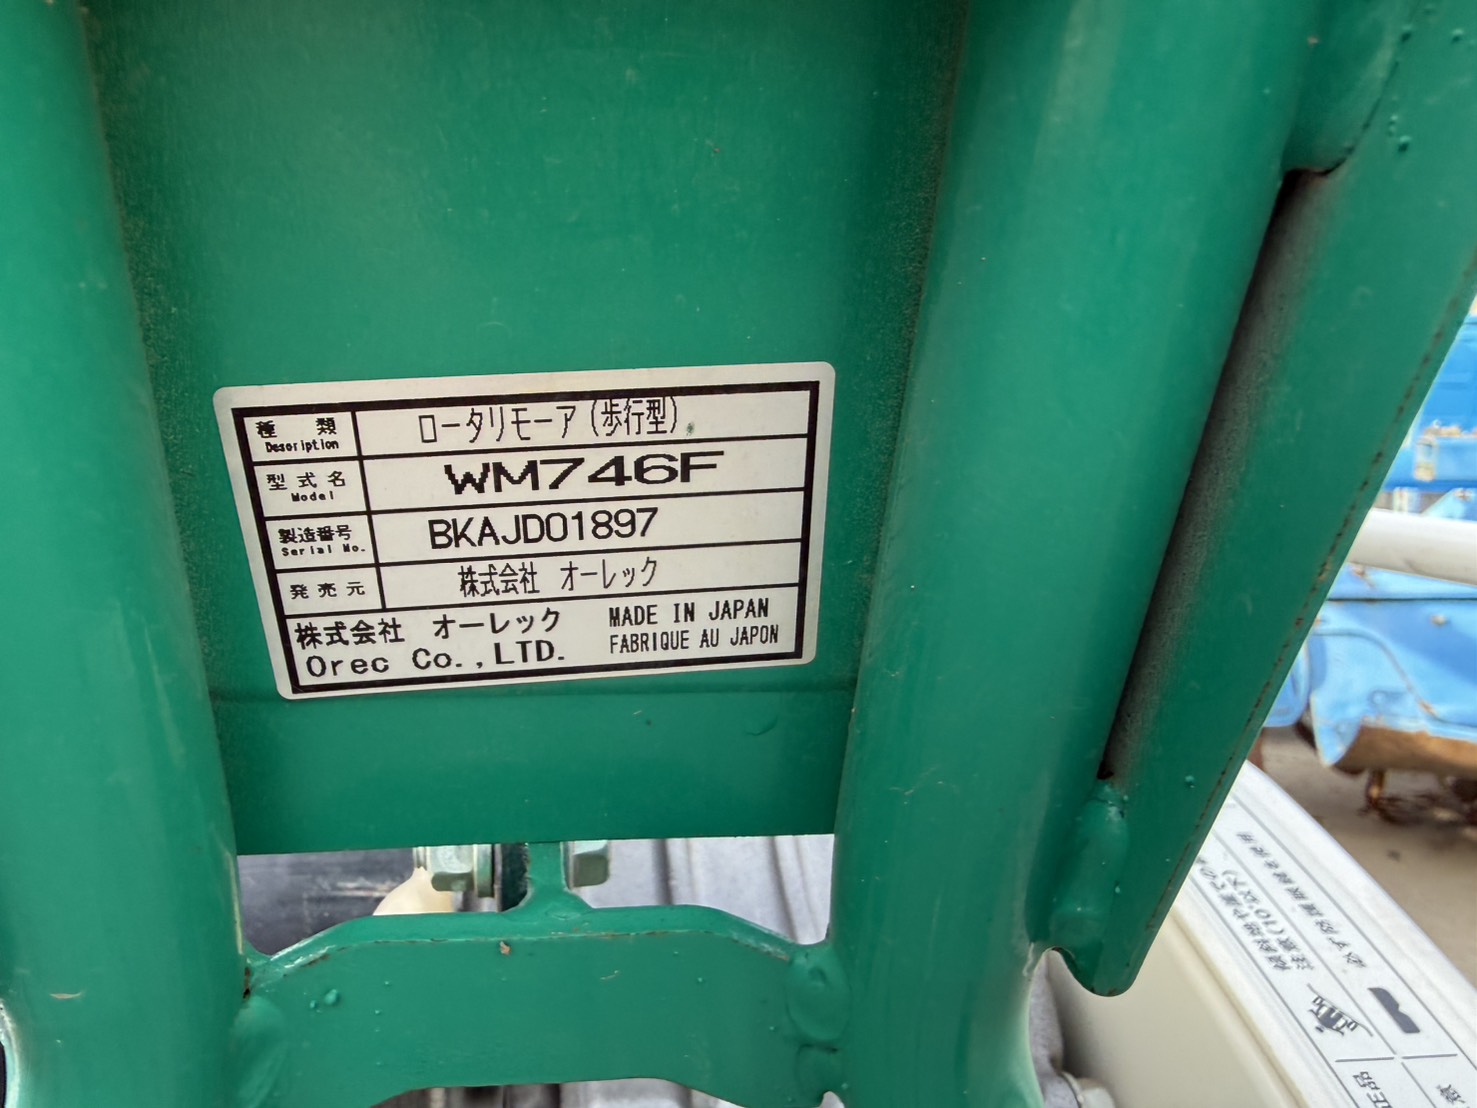 種類 ロータリモーア(歩行型)
Description
型式名 WM746F
Model
製造番号 BKAJD01897
Serial No.
発売元 株式会社 オーレック
株式会社 オーレック MADE IN JAPAN
Orec Co.,LTD. FABRIQUE AU JAPON